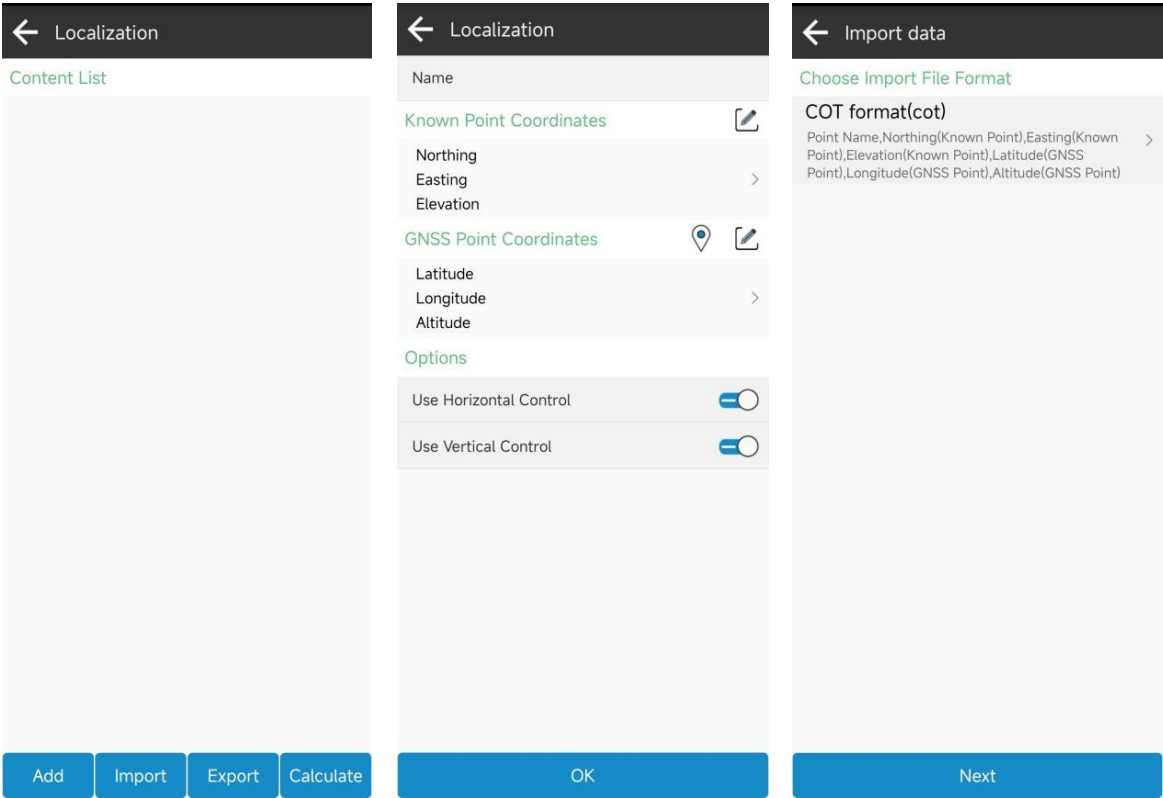 Localization
Content List
Add
Import
Export
Calculate
Localization
Name
Known Point Coordinates
Northing
Easting
Elevation
GNSS Point Coordinates
Latitude
Longitude
Altitude
Options
Use Horizontal Control
Use Vertical Control
OK
Import data
Choose Import File Format
COT format(cot)
Point Name,Northing(Known Point),Easting(Known
Point),Elevation(Known Point),Latitude(GNSS
Point),Longitude(GNSS Point),Altitude(GNSS Point)
Next